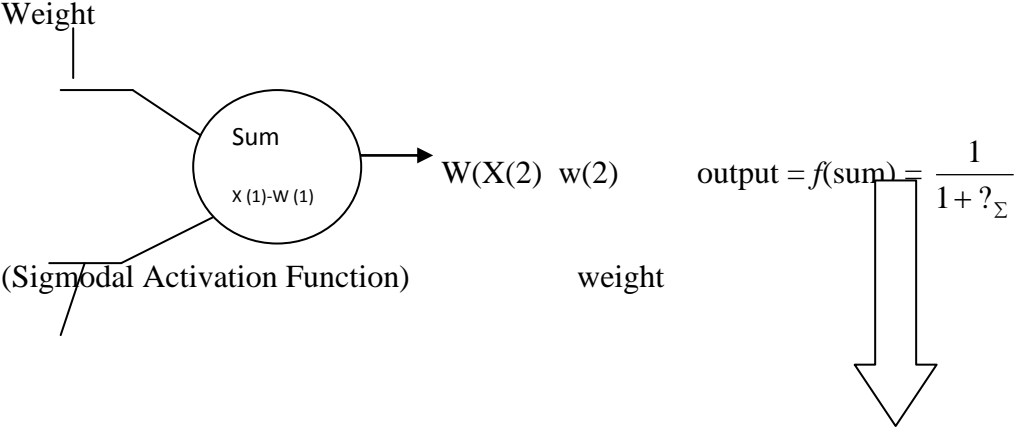 Weight
Sum
X (1)-W (1)
W(X(2) w(2) output = f(sum) = 1 / 1 + ?Σ
(Sigmodal Activation Function) weight